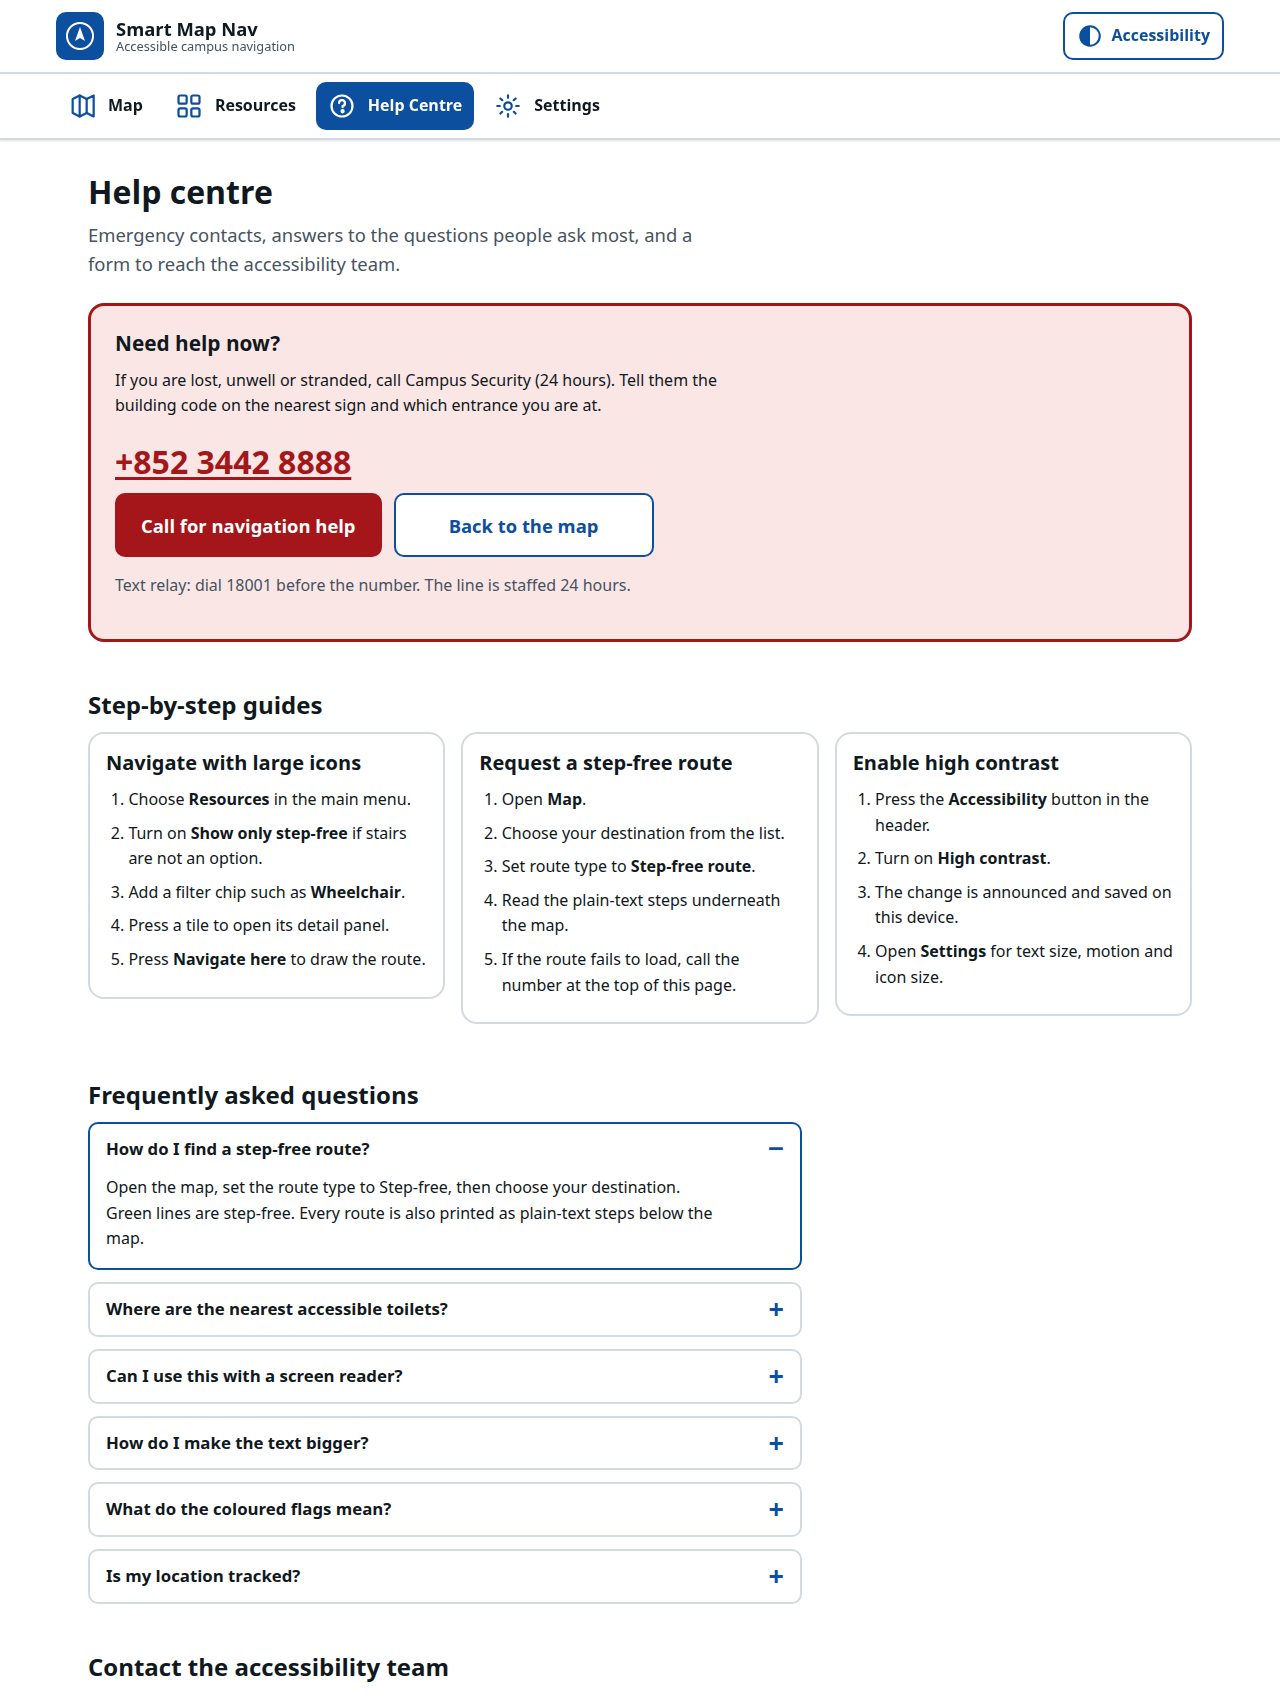 Smart Map Nav
Accessible campus navigation
Accessibility
Map
Resources
Help Centre
Settings
Help centre
Emergency contacts, answers to the questions people ask most, and a
form to reach the accessibility team.
Need help now?
If you are lost, unwell or stranded, call Campus Security (24 hours). Tell them the
building code on the nearest sign and which entrance you are at.
+852 3442 8888
Call for navigation help
Back to the map
Text relay: dial 18001 before the number. The line is staffed 24 hours.
Step-by-step guides
Navigate with large icons
1. Choose Resources in the main menu.
2. Turn on Show only step-free if stairs
are not an option.
3. Add a filter chip such as Wheelchair.
4. Press a tile to open its detail panel.
5. Press Navigate here to draw the route.
Request a step-free route
1. Open Map.
2. Choose your destination from the list.
3. Set route type to Step-free route.
4. Read the plain-text steps underneath
the map.
5. If the route fails to load, call the
number at the top of this page.
Enable high contrast
1. Press the Accessibility button in the
header.
2. Turn on High contrast.
3. The change is announced and saved on
this device.
4. Open Settings for text size, motion and
icon size.
Frequently asked questions
How do I find a step-free route?
Open the map, set the route type to Step-free, then choose your destination.
Green lines are step-free. Every route is also printed as plain-text steps below the
map.
Where are the nearest accessible toilets?
Can I use this with a screen reader?
How do I make the text bigger?
What do the coloured flags mean?
Is my location tracked?
Contact the accessibility team